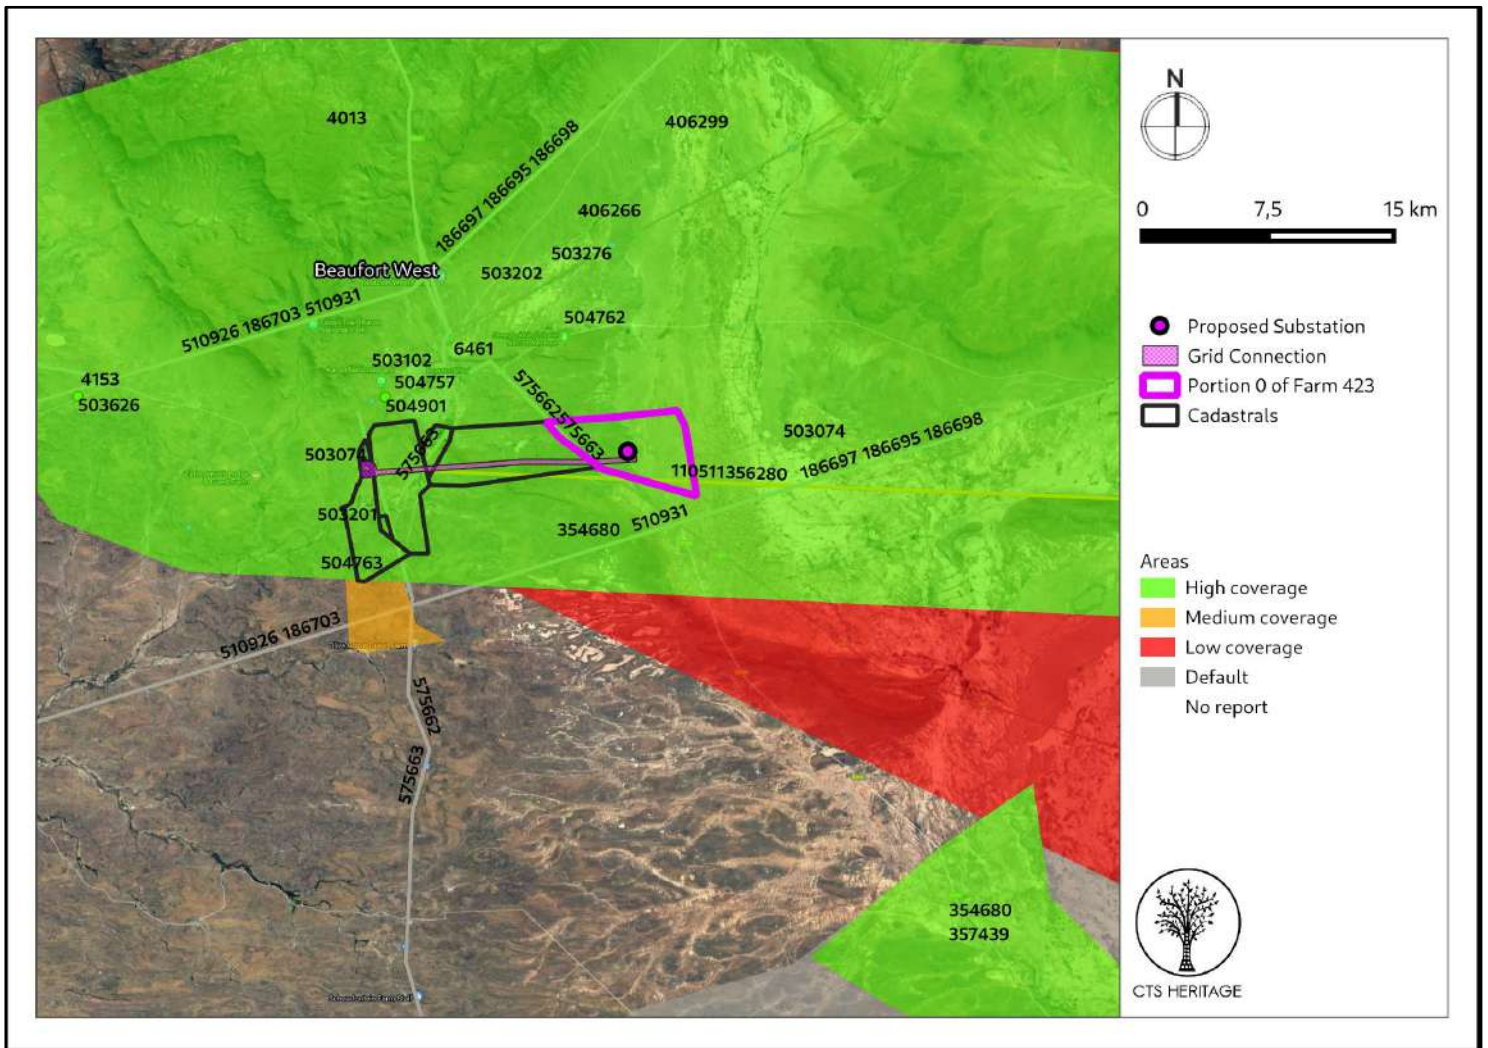 4013
406299
186697 186695 186698
406266
503276
Beaufort West
503202
510926 186703 510931
504762
6461
503102
4153
504757
503626
504901
575662
575663
503074
575663
503074
186697 186695 186698
110511356280
503201
354680
510931
504763
510926 186703
575662
575663
354680
357439
N
0 7,5 15 km
Proposed Substation
Grid Connection
Portion 0 of Farm 423
Cadastrals
Areas
High coverage
Medium coverage
Low coverage
Default
No report
CTS HERITAGE